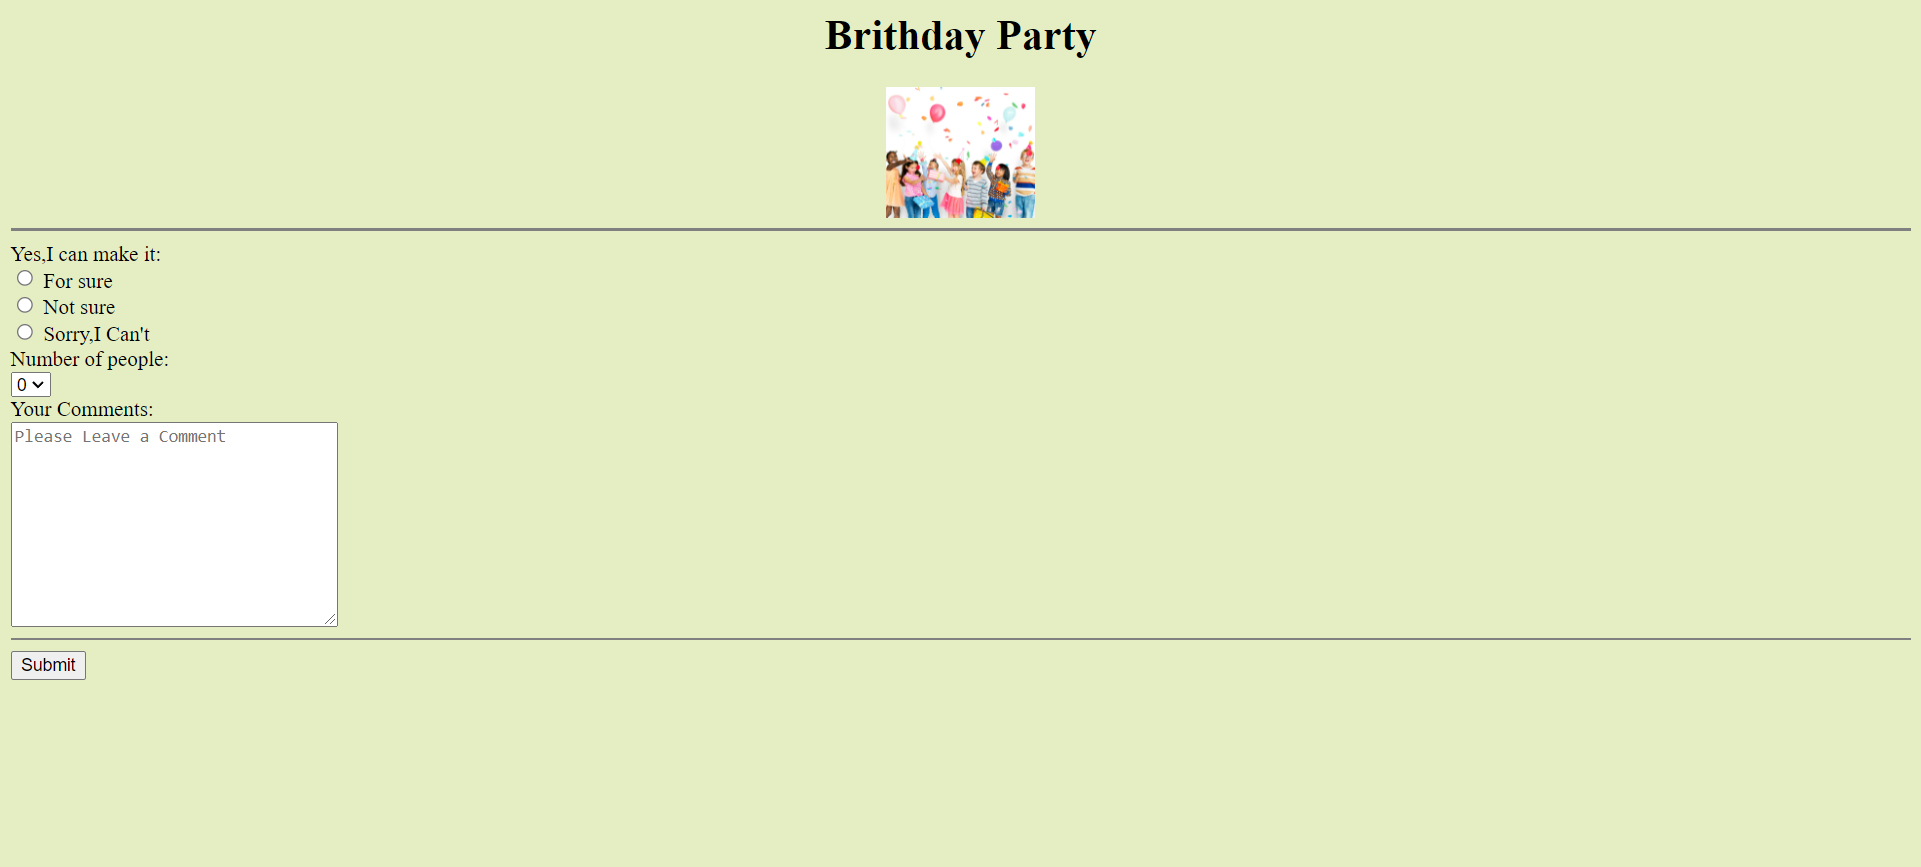 Brithday Party
Yes,I can make it:
For sure
Not sure
Sorry,I Can't
Number of people:
0
Your Comments:
Please Leave a Comment
Submit